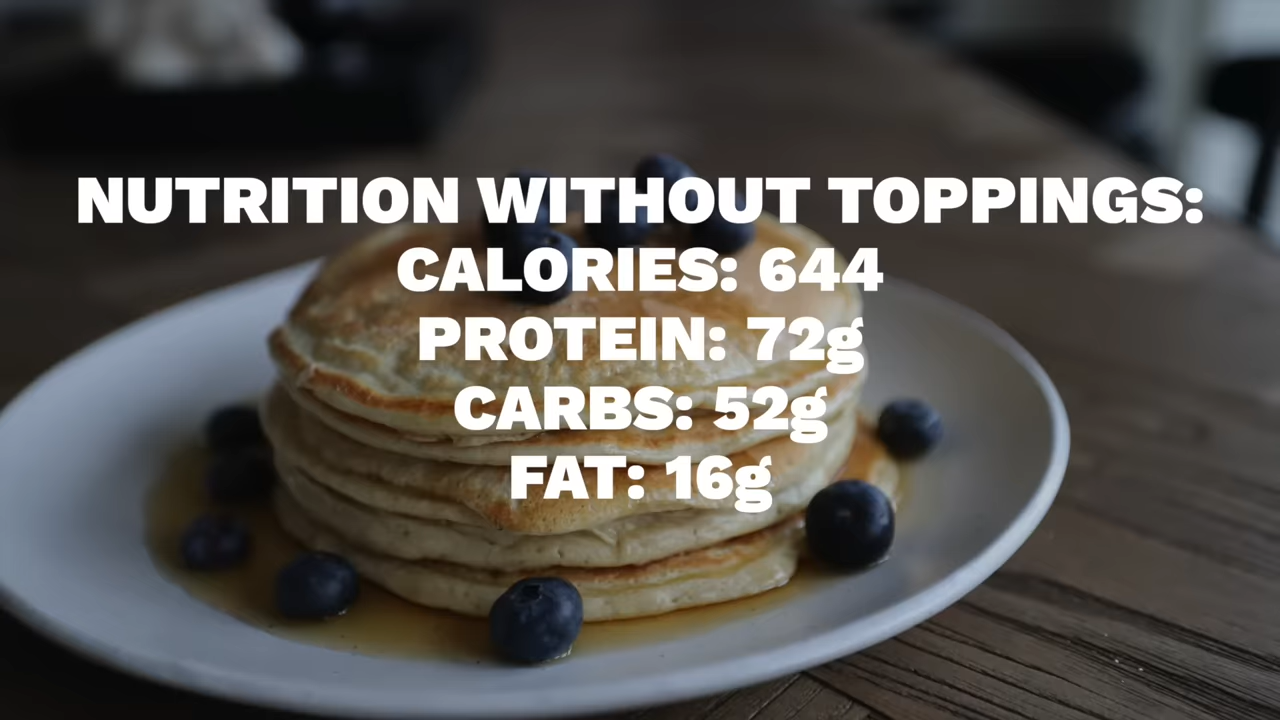 NUTRITION WITHOUT TOPPINGS:
CALORIES: 644
PROTEIN: 72g
CARBS: 52g
FAT: 16g